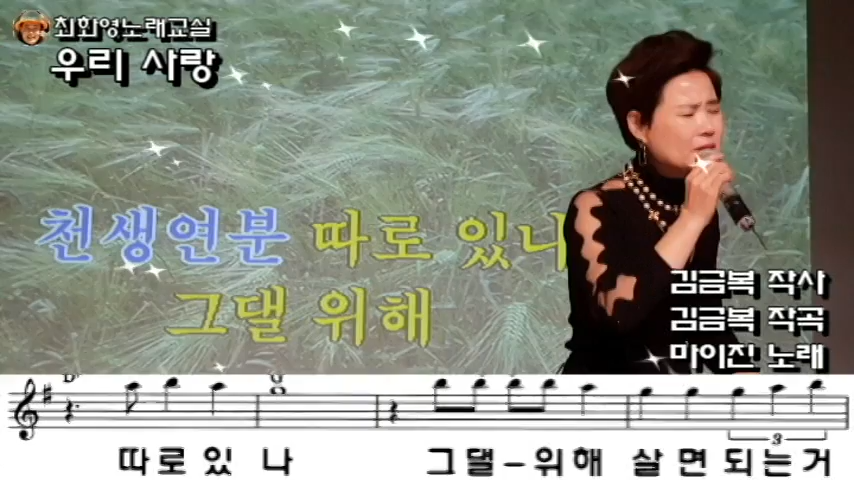 최화영노래교실
우리 사랑
천생연분 따로 있나
그댈 위해
김금복 작사
김금복 작곡
마이진 노래
3
따로있 나 그댈-위해 살면되는거